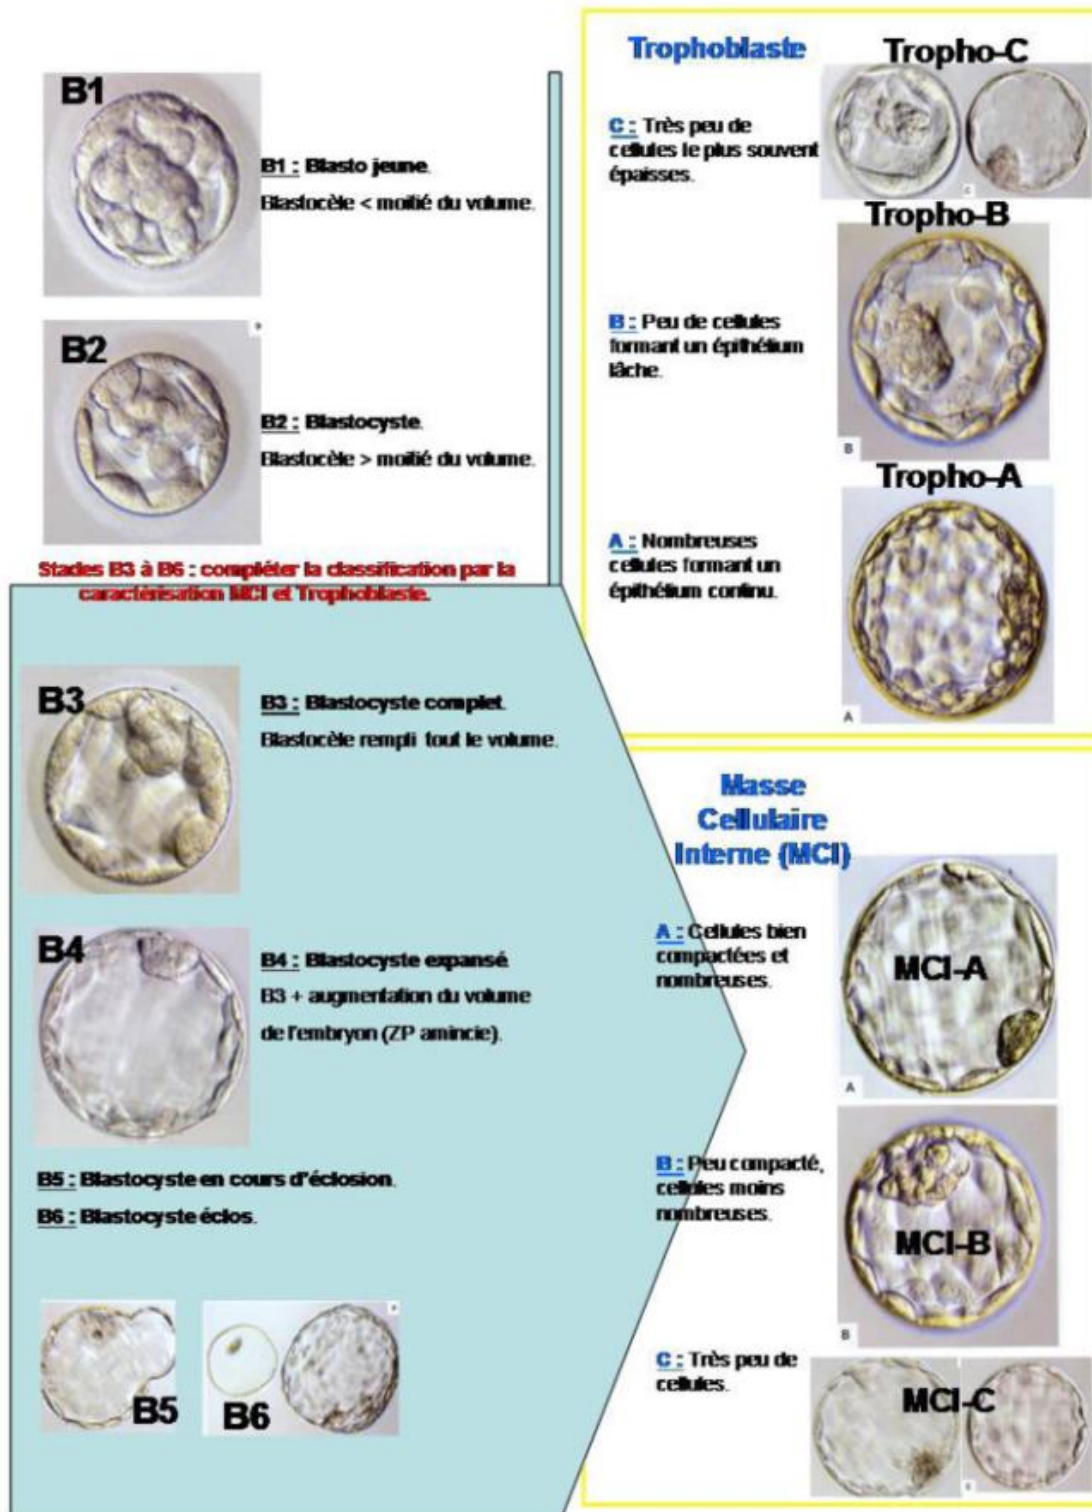 B1
B1 : Blasto jeune.
Blastocèle < moitié du volume.
B2
B2 : Blastocyste.
Blastocèle > moitié du volume.
Stades B3 à B6 : compléter la classification par la
caractérisation MCI et Trophoblaste.
B3
B3 : Blastocyste complet.
Blastocèle rempli tout le volume.
B4
B4 : Blastocyste expansé.
B3 + augmentation du volume
de l'embryon (ZP amincie).
B5 : Blastocyste en cours d'éclosion.
B6 : Blastocyste éclos.
B5
B6
Trophoblaste
Tropho-C
C : Très peu de
cellules le plus souvent
épaisses.
C
Tropho-B
B : Peu de cellules
formant un épithélium
lâche.
B
Tropho-A
A : Nombreuses
cellules formant un
épithélium continu.
A
Masse
Cellulaire
Interne (MCI)
A : Cellules bien
compactées et
nombreuses.
MCI-A
A
B : Peu compacté,
cellules moins
nombreuses.
MCI-B
B
C : Très peu de
cellules.
MCI-C